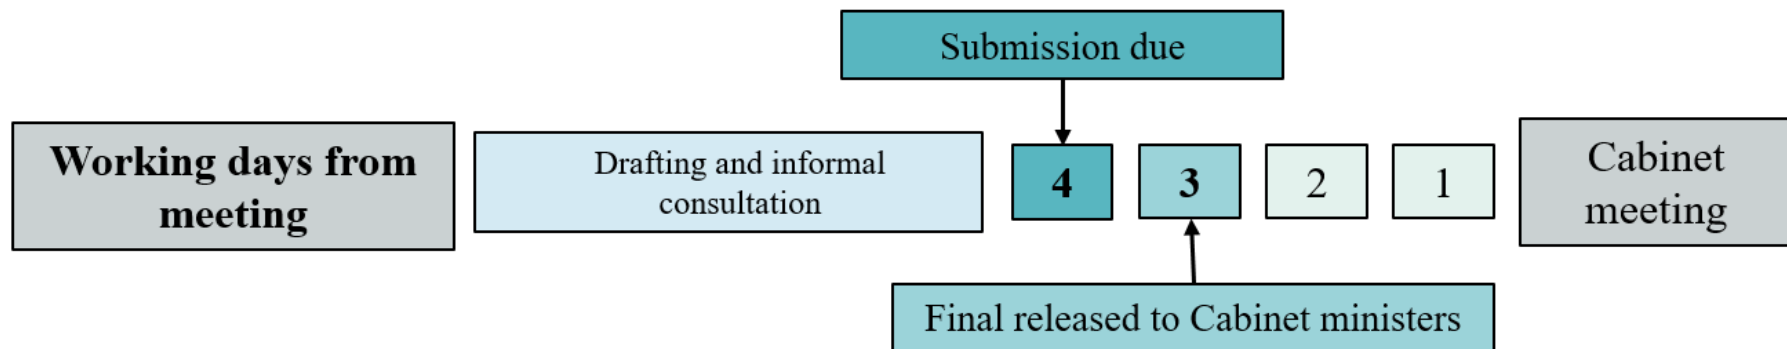 Submission due
Working days from
meeting
Drafting and informal
consultation
4
3
2
1
Cabinet
meeting
Final released to Cabinet ministers